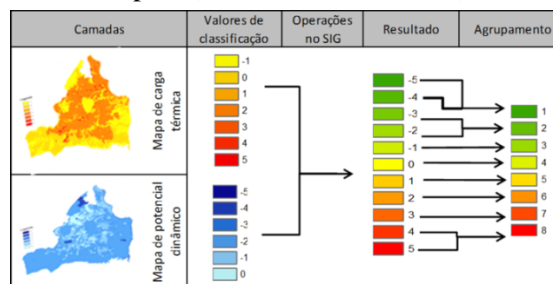 Camadas
Valores de
classificação
Operações
no SIG
Resultado
Agrupamento
Mapa de carga
térmica
-1
0
1
2
3
4
5
Mapa de potencial
dinâmico
-5
-4
-3
-2
-1
0
-5
-4
-3
-2
-1
0
1
2
3
4
5
1
2
3
4
5
6
7
8